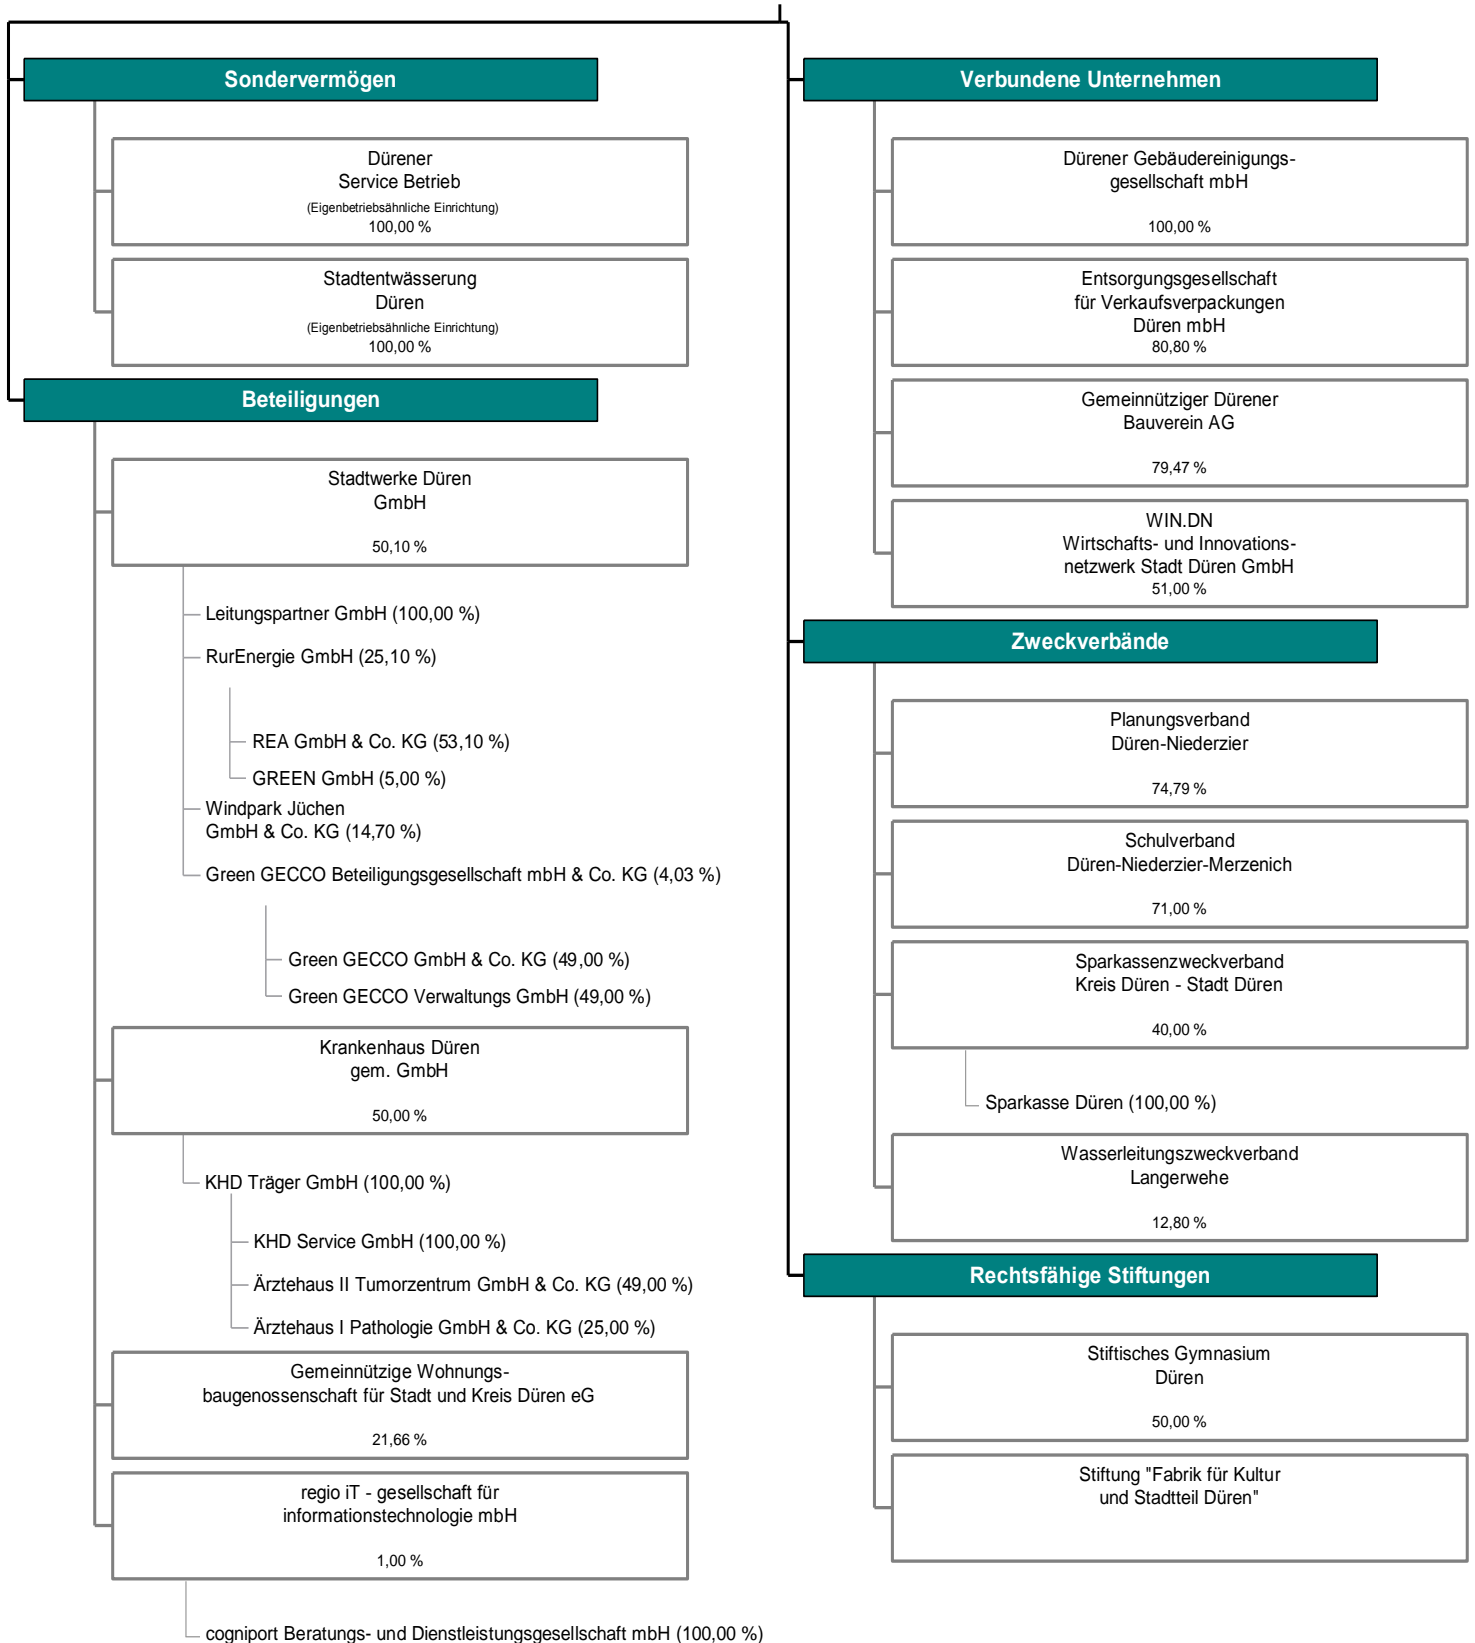 Sondervermögen
Dürener
Service Betrieb
(Eigenbetriebsähnliche Einrichtung)
100,00 %
Stadtentwässerung
Düren
(Eigenbetriebsähnliche Einrichtung)
100,00 %
Beteiligungen
Stadtwerke Düren
GmbH
50,10 %
Leitungspartner GmbH (100,00 %)
RurEnergie GmbH (25,10 %)
REA GmbH & Co. KG (53,10 %)
GREEN GmbH (5,00 %)
Windpark Jüchen
GmbH & Co. KG (14,70 %)
Green GECCO Beteiligungsgesellschaft mbH & Co. KG (4,03 %)
Green GECCO GmbH & Co. KG (49,00 %)
Green GECCO Verwaltungs GmbH (49,00 %)
Krankenhaus Düren
gem. GmbH
50,00 %
KHD Träger GmbH (100,00 %)
KHD Service GmbH (100,00 %)
Ärztehaus II Tumorzentrum GmbH & Co. KG (49,00 %)
Ärztehaus I Pathologie GmbH & Co. KG (25,00 %)
Gemeinnützige Wohnungs-
baugenossenschaft für Stadt und Kreis Düren eG
21,66 %
regio iT - gesellschaft für
informationstechnologie mbH
1,00 %
cogniport Beratungs- und Dienstleistungsgesellschaft mbH (100,00 %)
Verbundene Unternehmen
Dürener Gebäudereinigungs-
gesellschaft mbH
100,00 %
Entsorgungsgesellschaft
für Verkaufsverpackungen
Düren mbH
80,80 %
Gemeinnütziger Dürener
Bauverein AG
79,47 %
WIN.DN
Wirtschafts- und Innovations-
netzwerk Stadt Düren GmbH
51,00 %
Zweckverbände
Planungsverband
Düren-Niederzier
74,79 %
Schulverband
Düren-Niederzier-Merzenich
71,00 %
Sparkassenzweckverband
Kreis Düren - Stadt Düren
40,00 %
Sparkasse Düren (100,00 %)
Wasserleitungszweckverband
Langerwehe
12,80 %
Rechtsfähige Stiftungen
Stiftisches Gymnasium
Düren
50,00 %
Stiftung "Fabrik für Kultur
und Stadtteil Düren"